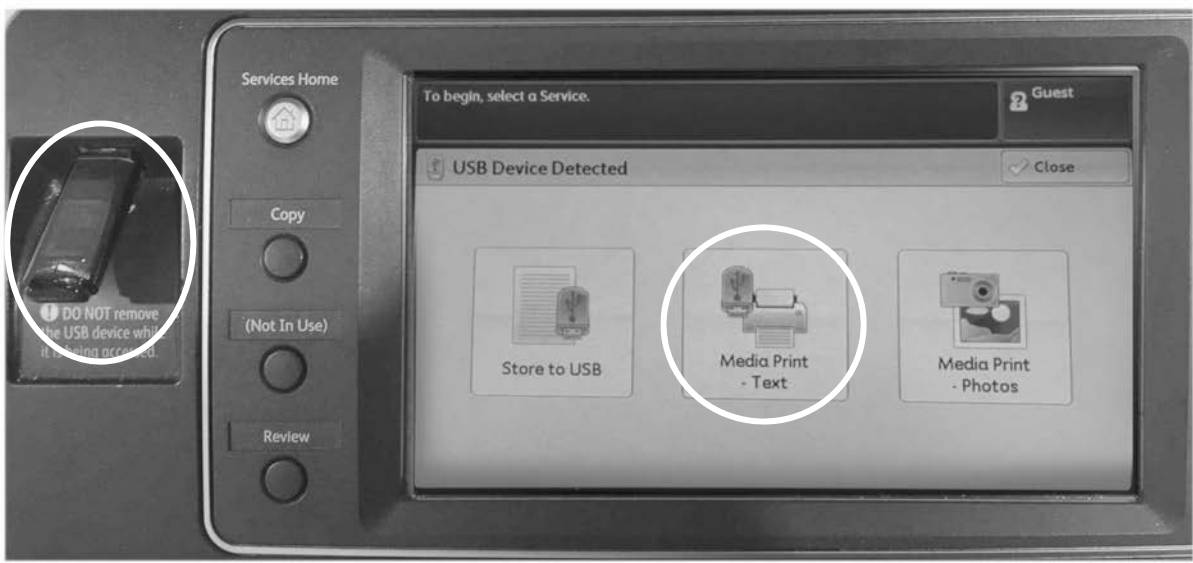 Services Home
To begin, select a Service.
Guest
USB Device Detected
Close
Copy
Store to USB
Media Print
- Text
Media Print
- Photos
! DO NOT remove
the USB device while
it is being accessed.
(Not In Use)
Review